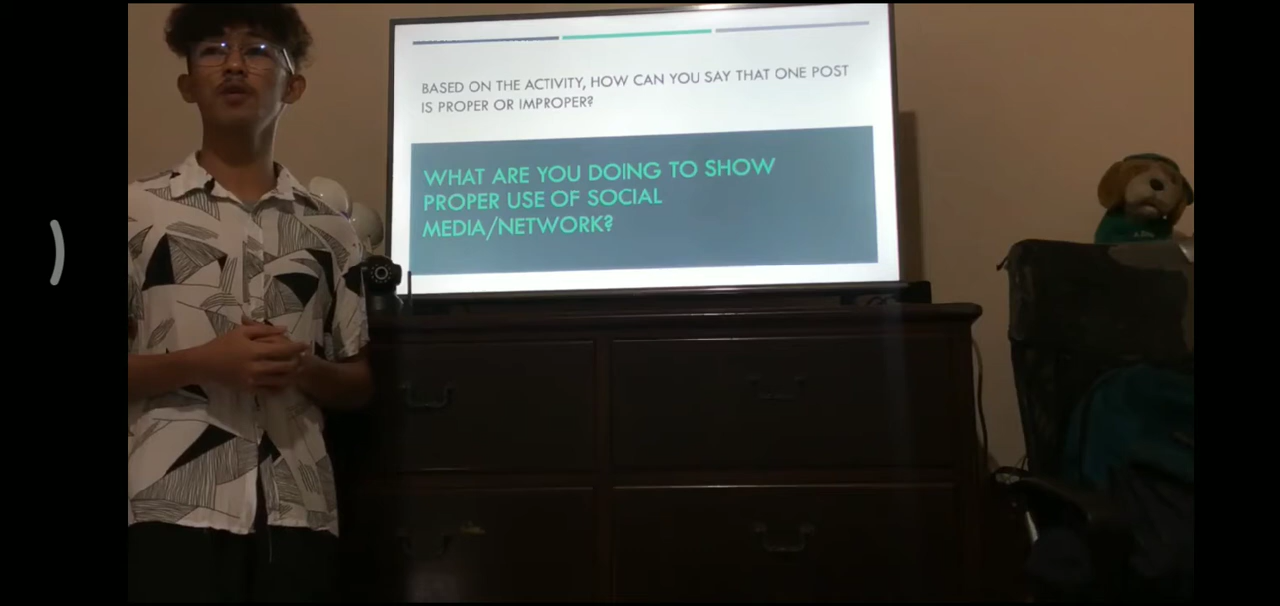 BASED ON THE ACTIVITY, HOW CAN YOU SAY THAT ONE POST
IS PROPER OR IMPROPER?
WHAT ARE YOU DOING TO SHOW
PROPER USE OF SOCIAL
MEDIA/NETWORK?